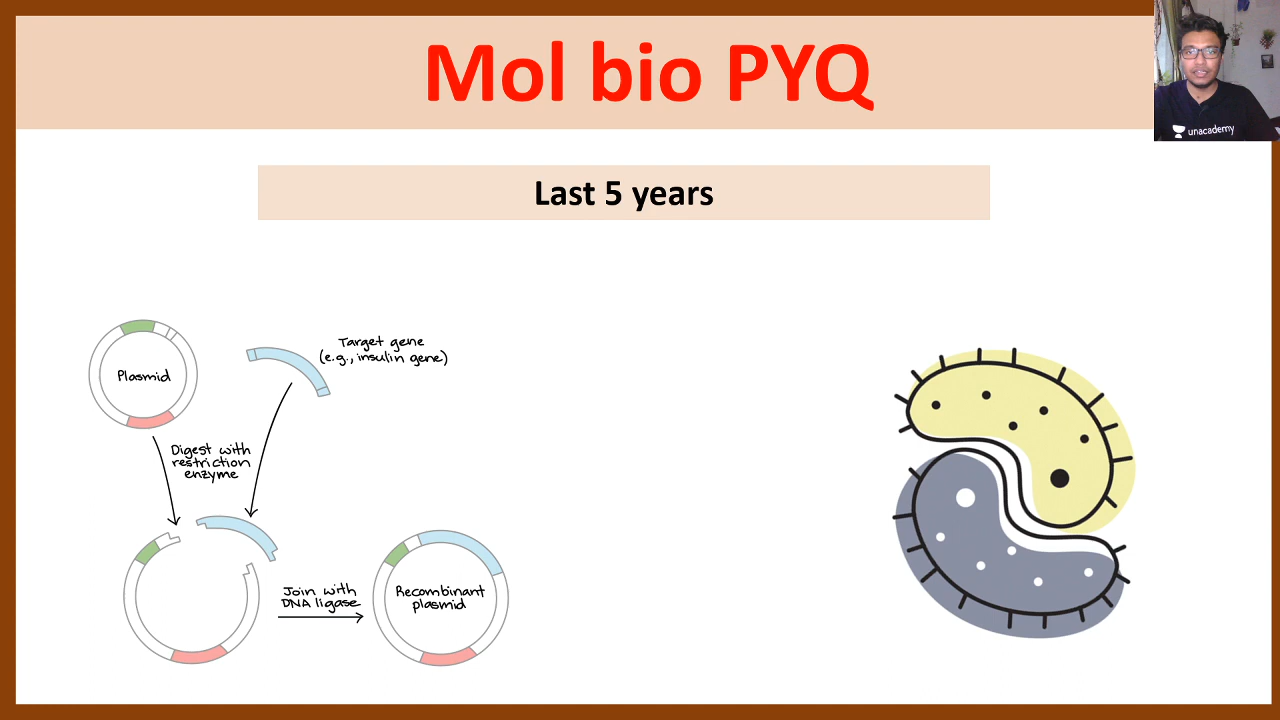 Mol bio PYQ
unacademy
Last 5 years
Plasmid
Target gene
(e.g., insulin gene)
Digest with
restriction
enzyme
Join with
DNA ligase
Recombinant
plasmid